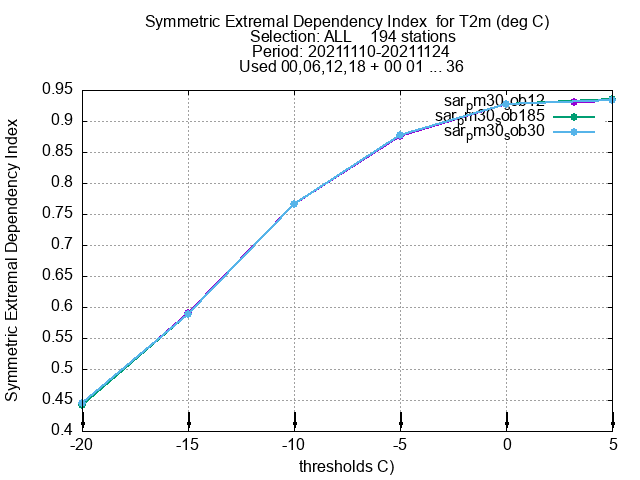 Symmetric Extremal Dependency Index for T2m (deg C)
Selection: ALL 194 stations
Period: 20211110-20211124
Used 00,06,12,18 + 00 01 ... 36
Symmetric Extremal Dependency Index
0.95
0.9
0.85
0.8
0.75
0.7
0.65
0.6
0.55
0.5
0.45
0.4
sar_pm30_sob12
sar_pm30_sob185
sar_pm30_sob30
-20 -15 -10 -5 0 5
thresholds C)